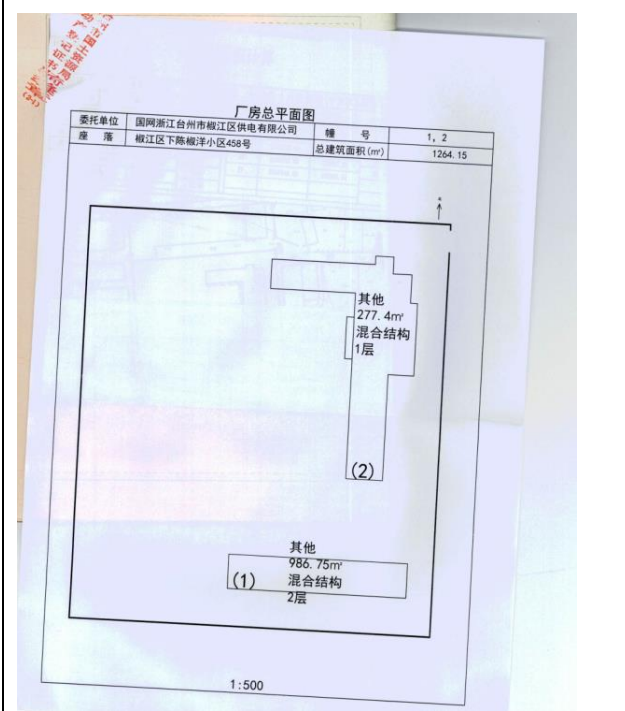 厂房总平面图
委托单位 国网浙江台州市椒江区供电有限公司 幢 号 1, 2
座 落 椒江区下陈椒洋小区458号 总建筑面积(㎡) 1264.15
其他
277.4㎡
混合结构
1层
(2)
其他
986.75㎡
(1) 混合结构
2层
1:500